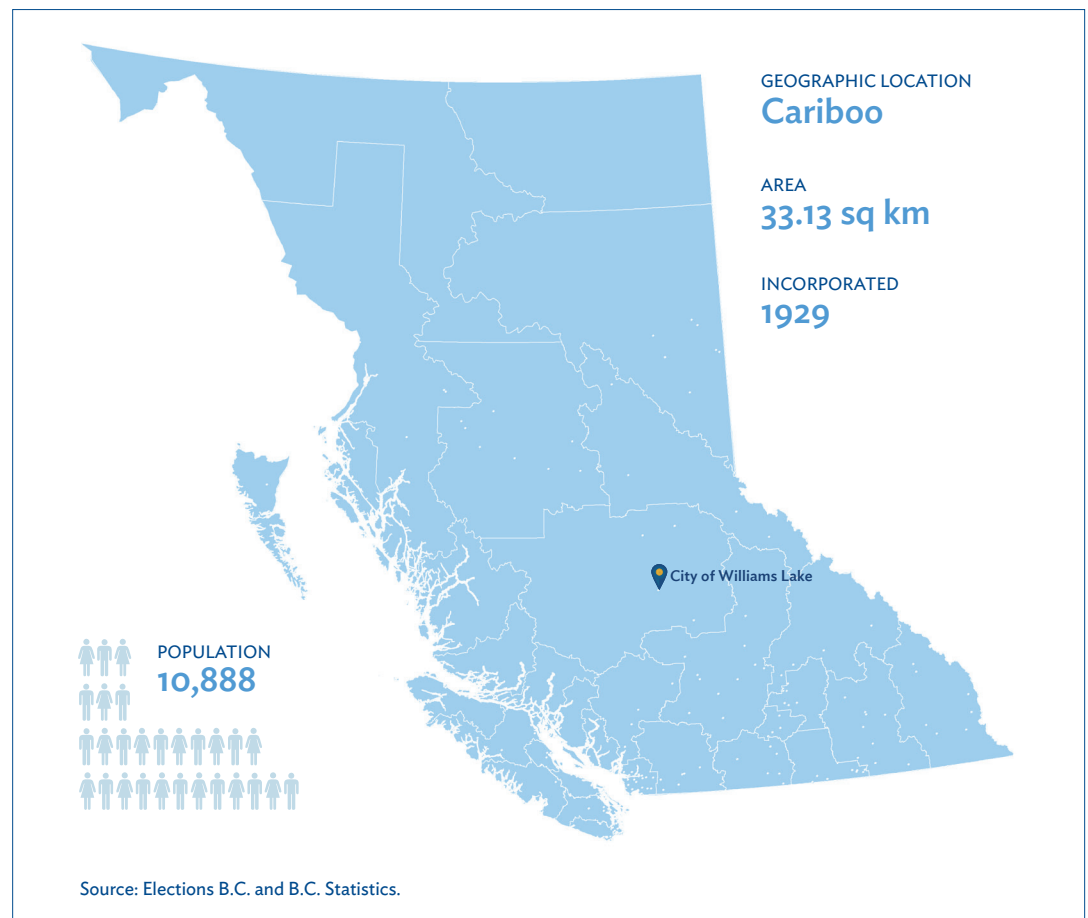 GEOGRAPHIC LOCATION
Cariboo
AREA
33.13 sq km
INCORPORATED
1929
City of Williams Lake
POPULATION
10,888
Source: Elections B.C. and B.C. Statistics.